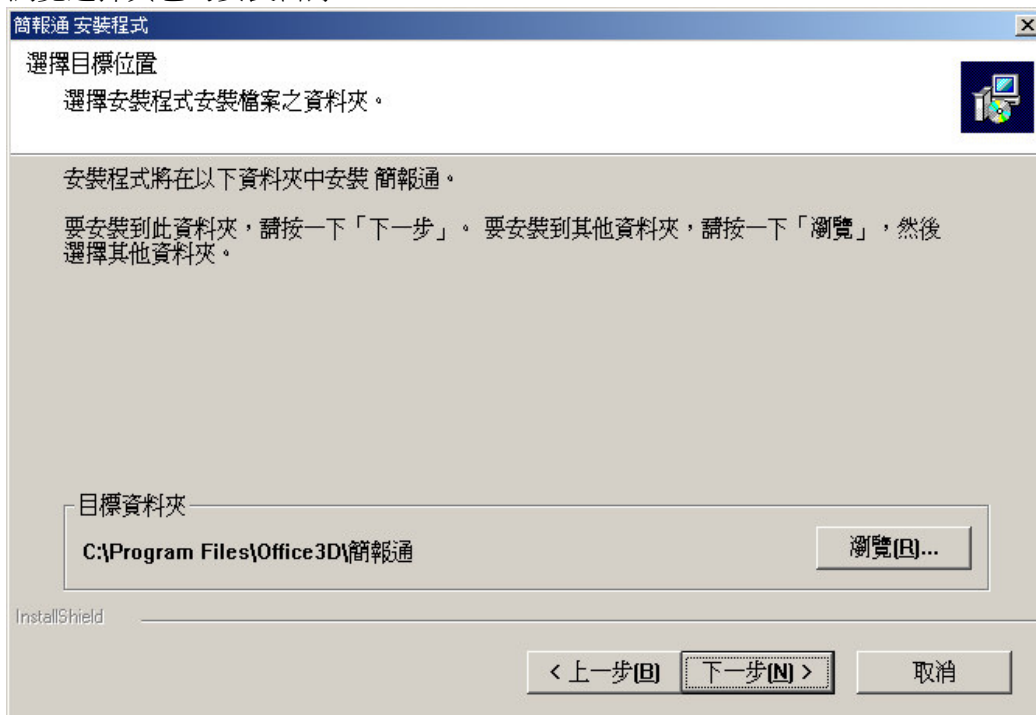 簡報通 安裝程式
選擇目標位置
選擇安裝程式安裝檔案之資料夾。
安裝程式將在以下資料夾中安裝 簡報通。
要安裝到此資料夾，請按一下「下一步」。 要安裝到其他資料夾，請按一下「瀏覽」，然後
選擇其他資料夾。
目標資料夾
C:\Program Files\Office3D\簡報通
瀏覽(R)...
InstallShield
< 上一步(B)
下一步(N) >
取消